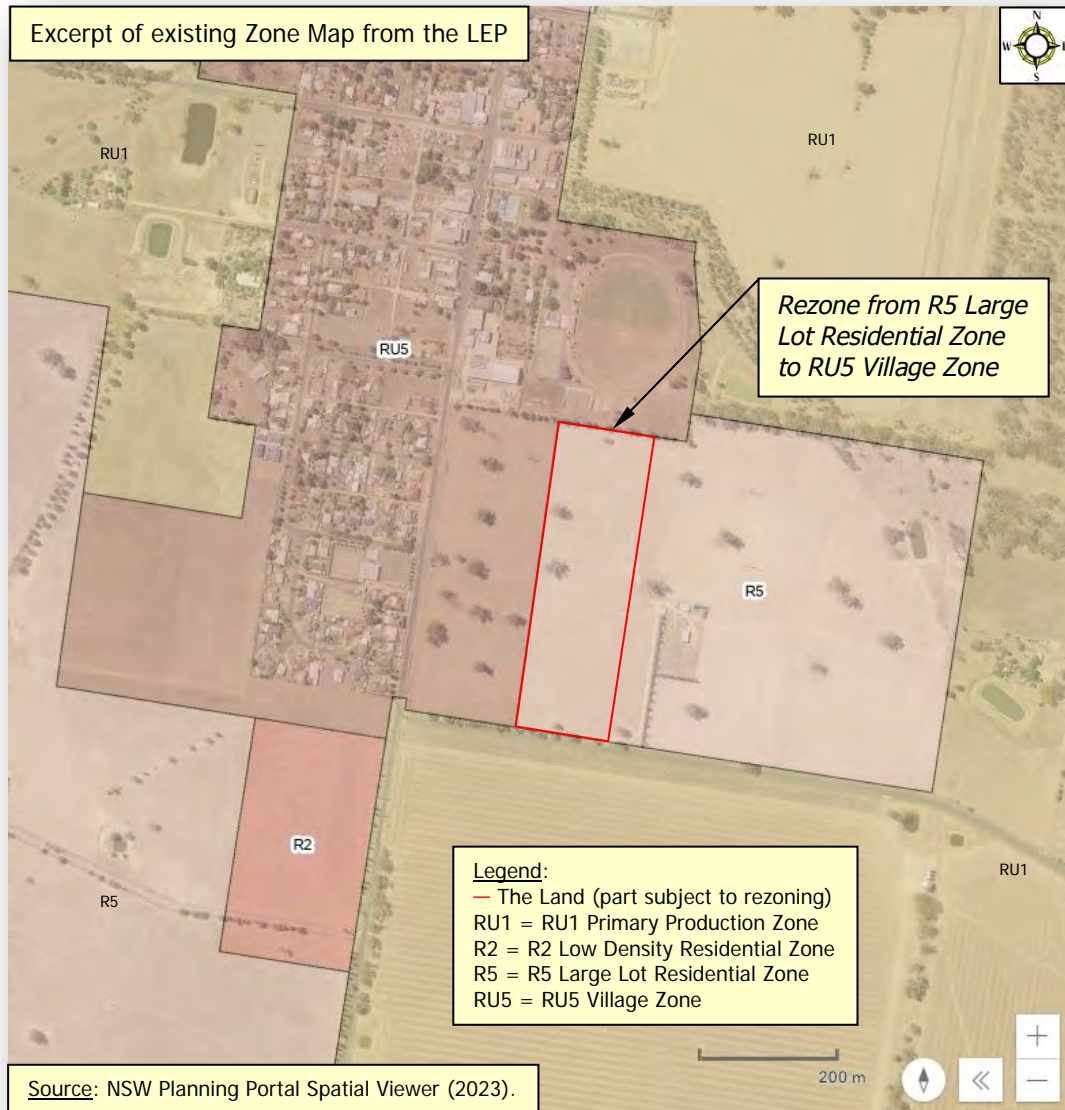 Excerpt of existing Zone Map from the LEP
N
W
E
S
RU1
RU1
Rezone from R5 Large
Lot Residential Zone
to RU5 Village Zone
RU5
R5
R2
R5
RU1
Legend:
The Land (part subject to rezoning)
RU1 = RU1 Primary Production Zone
R2 = R2 Low Density Residential Zone
R5 = R5 Large Lot Residential Zone
RU5 = RU5 Village Zone
200 m
Source: NSW Planning Portal Spatial Viewer (2023).